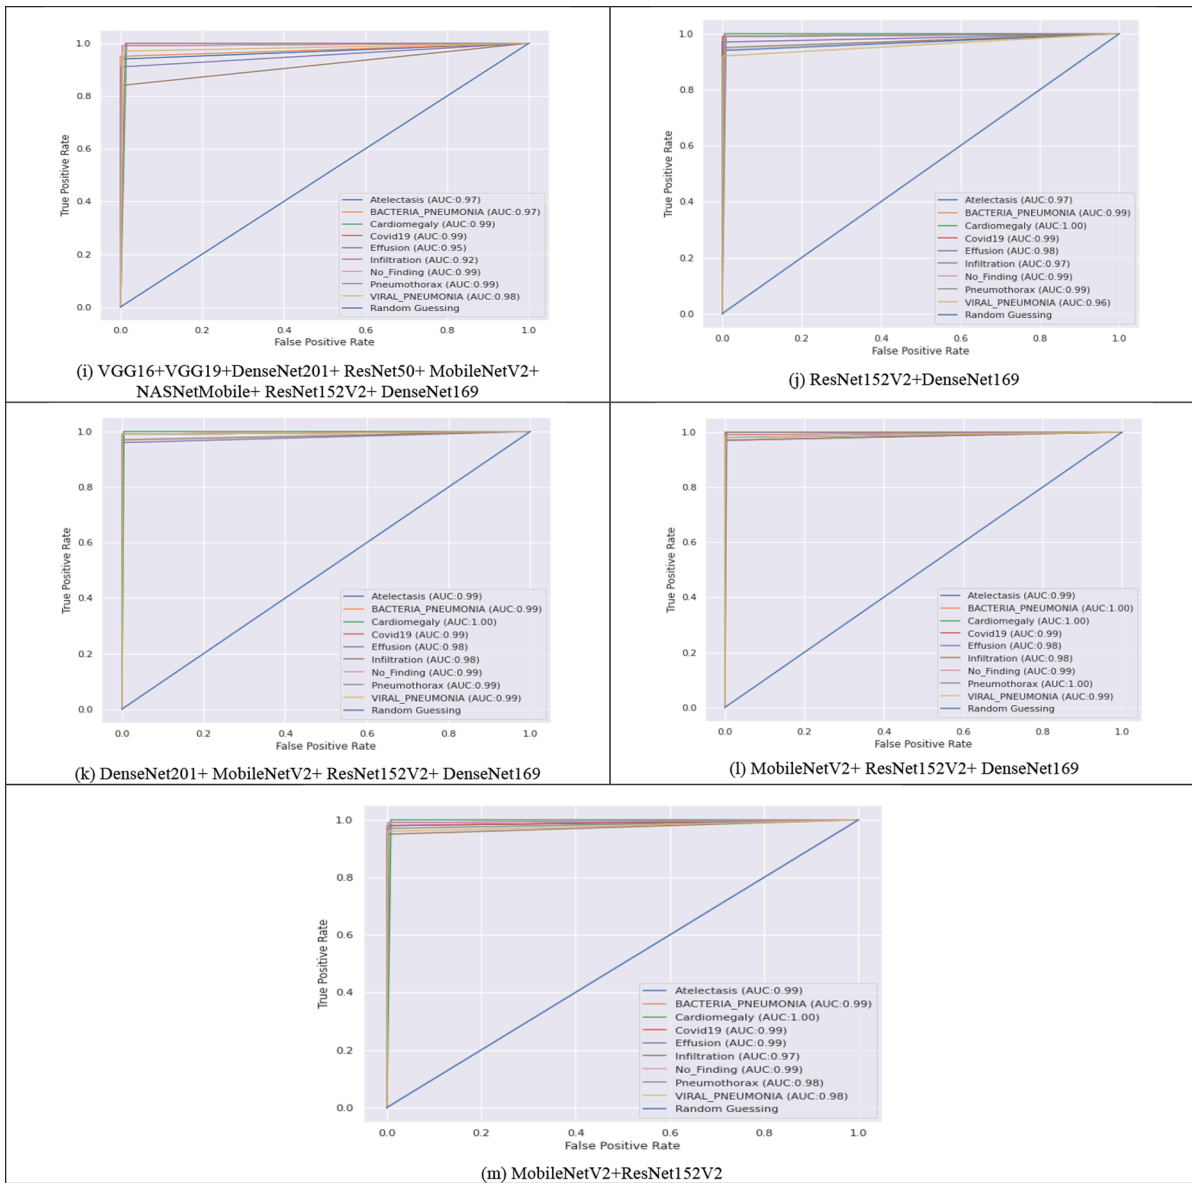 1.0
0.8
0.6
0.4
0.2
0.0
True Positive Rate
Atelectasis (AUC:0.97)
BACTERIA_PNEUMONIA (AUC:0.97)
Cardiomegaly (AUC:0.99)
Covid19 (AUC:0.99)
Effusion (AUC:0.95)
Infiltration (AUC:0.92)
No_Finding (AUC:0.99)
Pneumothorax (AUC:0.99)
VIRAL_PNEUMONIA (AUC:0.98)
Random Guessing
0.0 0.2 0.4 0.6 0.8 1.0
False Positive Rate
(i) VGG16+VGG19+DenseNet201+ ResNet50+ MobileNetV2+
NASNetMobile+ ResNet152V2+ DenseNet169
1.0
0.8
0.6
0.4
0.2
0.0
True Positive Rate
Atelectasis (AUC:0.97)
BACTERIA_PNEUMONIA (AUC:0.99)
Cardiomegaly (AUC:1.00)
Covid19 (AUC:0.99)
Effusion (AUC:0.98)
Infiltration (AUC:0.97)
No_Finding (AUC:0.99)
Pneumothorax (AUC:0.99)
VIRAL_PNEUMONIA (AUC:0.96)
Random Guessing
0.0 0.2 0.4 0.6 0.8 1.0
False Positive Rate
(j) ResNet152V2+DenseNet169
1.0
0.8
0.6
0.4
0.2
0.0
True Positive Rate
Atelectasis (AUC:0.99)
BACTERIA_PNEUMONIA (AUC:0.99)
Cardiomegaly (AUC:1.00)
Covid19 (AUC:0.99)
Effusion (AUC:0.98)
Infiltration (AUC:0.98)
No_Finding (AUC:0.99)
Pneumothorax (AUC:0.99)
VIRAL_PNEUMONIA (AUC:0.99)
Random Guessing
0.0 0.2 0.4 0.6 0.8 1.0
False Positive Rate
(k) DenseNet201+ MobileNetV2+ ResNet152V2+ DenseNet169
1.0
0.8
0.6
0.4
0.2
0.0
True Positive Rate
Atelectasis (AUC:0.99)
BACTERIA_PNEUMONIA (AUC:1.00)
Cardiomegaly (AUC:1.00)
Covid19 (AUC:0.99)
Effusion (AUC:0.98)
Infiltration (AUC:0.98)
No_Finding (AUC:0.99)
Pneumothorax (AUC:1.00)
VIRAL_PNEUMONIA (AUC:0.99)
Random Guessing
0.0 0.2 0.4 0.6 0.8 1.0
False Positive Rate
(l) MobileNetV2+ ResNet152V2+ DenseNet169
1.0
0.8
0.6
0.4
0.2
0.0
True Positive Rate
Atelectasis (AUC:0.99)
BACTERIA_PNEUMONIA (AUC:0.99)
Cardiomegaly (AUC:1.00)
Covid19 (AUC:0.99)
Effusion (AUC:0.99)
Infiltration (AUC:0.97)
No_Finding (AUC:0.99)
Pneumothorax (AUC:0.98)
VIRAL_PNEUMONIA (AUC:0.98)
Random Guessing
0.0 0.2 0.4 0.6 0.8 1.0
False Positive Rate
(m) MobileNetV2+ResNet152V2